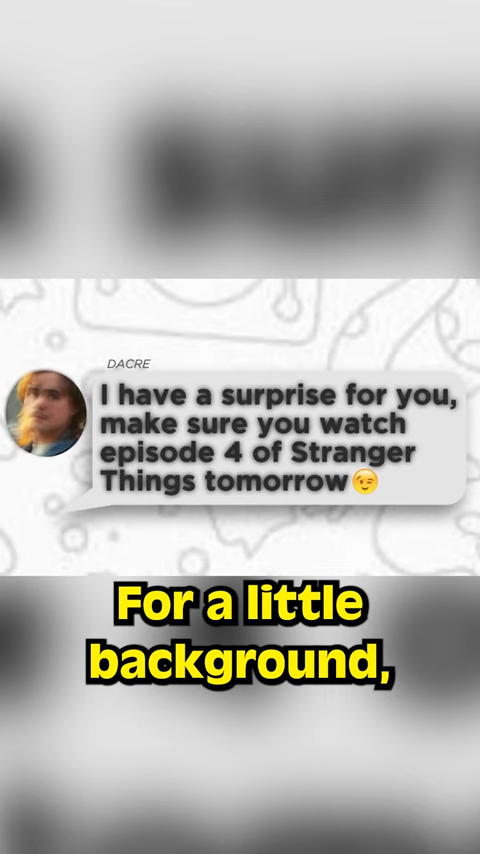 DACRE
I have a surprise for you,
make sure you watch
episode 4 of Stranger
Things tomorrow😉
For a little
background,